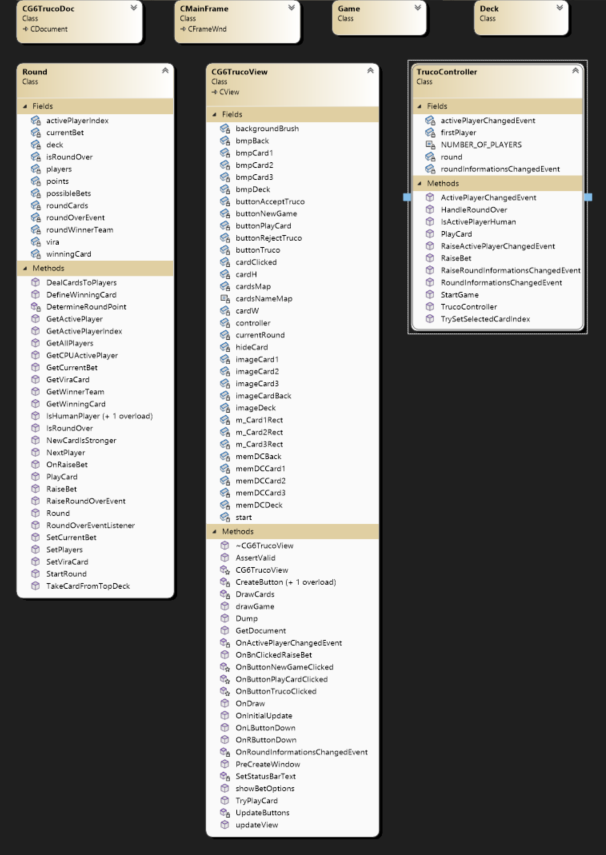 CG6TrucoDoc
Class
→ CDocument
CMainFrame
Class
→ CFrameWnd
Game
Class
Deck
Class
Round
Class
Fields
activePlayerIndex
currentBet
deck
isRoundOver
players
points
possibleBets
roundCards
roundOverEvent
roundWinnerTeam
vira
winningCard
Methods
DealCardsToPlayers
DefineWinningCard
DetermineRoundPoint
GetActivePlayer
GetActivePlayerIndex
GetAllPlayers
GetCPUActivePlayer
GetCurrentBet
GetViraCard
GetWinnerTeam
GetWinningCard
IsHumanPlayer (+ 1 overload)
IsRoundOver
NewCardIsStronger
NextPlayer
OnRaiseBet
PlayCard
RaiseBet
RaiseRoundOverEvent
Round
RoundOverEventListener
SetCurrentBet
SetPlayers
SetViraCard
StartRound
TakeCardFromTopDeck
CG6TrucoView
Class
→ CView
Fields
backgroundBrush
bmpBack
bmpCard1
bmpCard2
bmpCard3
bmpDeck
buttonAcceptTruco
buttonNewGame
buttonPlayCard
buttonRejectTruco
buttonTruco
cardClicked
cardH
cardsMap
cardsNameMap
cardW
controller
currentRound
hideCard
imageCard1
imageCard2
imageCard3
imageCardBack
imageDeck
m_Card1Rect
m_Card2Rect
m_Card3Rect
memDCBack
memDCCard1
memDCCard2
memDCCard3
memDCDeck
start
Methods
~CG6TrucoView
AssertValid
CG6TrucoView
CreateButton (+ 1 overload)
DrawCards
drawGame
Dump
GetDocument
OnActivePlayerChangedEvent
OnBnClickedRaiseBet
OnButtonNewGameClicked
OnButtonPlayCardClicked
OnButtonTrucoClicked
OnDraw
OnInitialUpdate
OnLButtonDown
OnRButtonDown
OnRoundInformationsChangedEvent
PreCreateWindow
SetStatusBarText
showBetOptions
TryPlayCard
UpdateButtons
updateView
TrucoController
Class
Fields
activePlayerChangedEvent
firstPlayer
NUMBER_OF_PLAYERS
round
roundInformationsChangedEvent
Methods
ActivePlayerChangedEvent
HandleRoundOver
IsActivePlayerHuman
PlayCard
RaiseActivePlayerChangedEvent
RaiseBet
RaiseRoundInformationsChangedEvent
RoundInformationsChangedEvent
StartGame
TrucoController
TrySetSelectedCardIndex